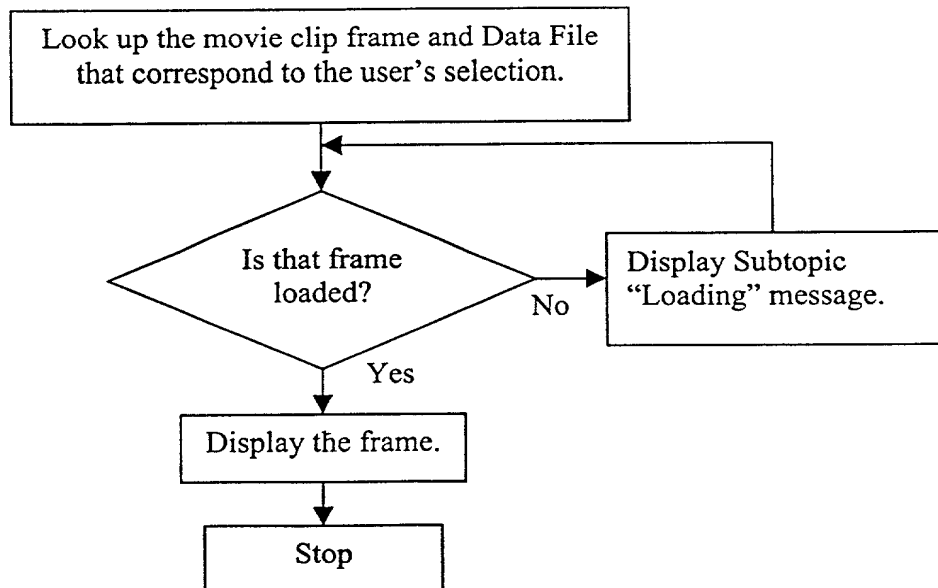 Look up the movie clip frame and Data File
that correspond to the user's selection.
Is that frame
loaded?
No
Display Subtopic
“Loading” message.
Yes
Display the frame.
Stop